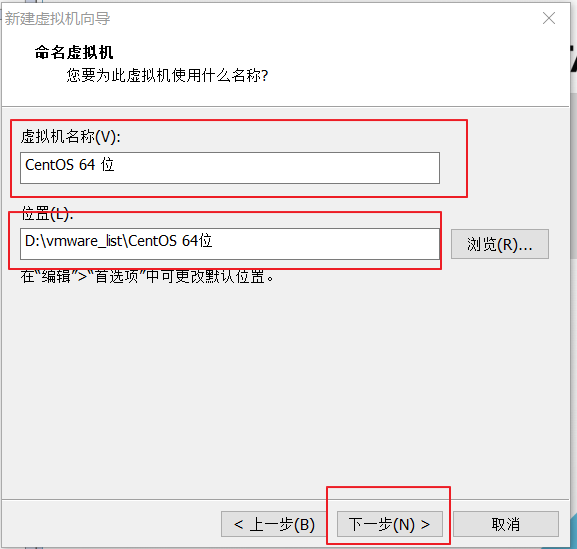 新建虚拟机向导
命名虚拟机
您要为此虚拟机使用什么名称?
虚拟机名称(V):
CentOS 64 位
位置(L):
D:\vmware_list\CentOS 64位
浏览(R)...
在“编辑”>“首选项”中可更改默认位置。
< 上一步(B)
下一步(N) >
取消